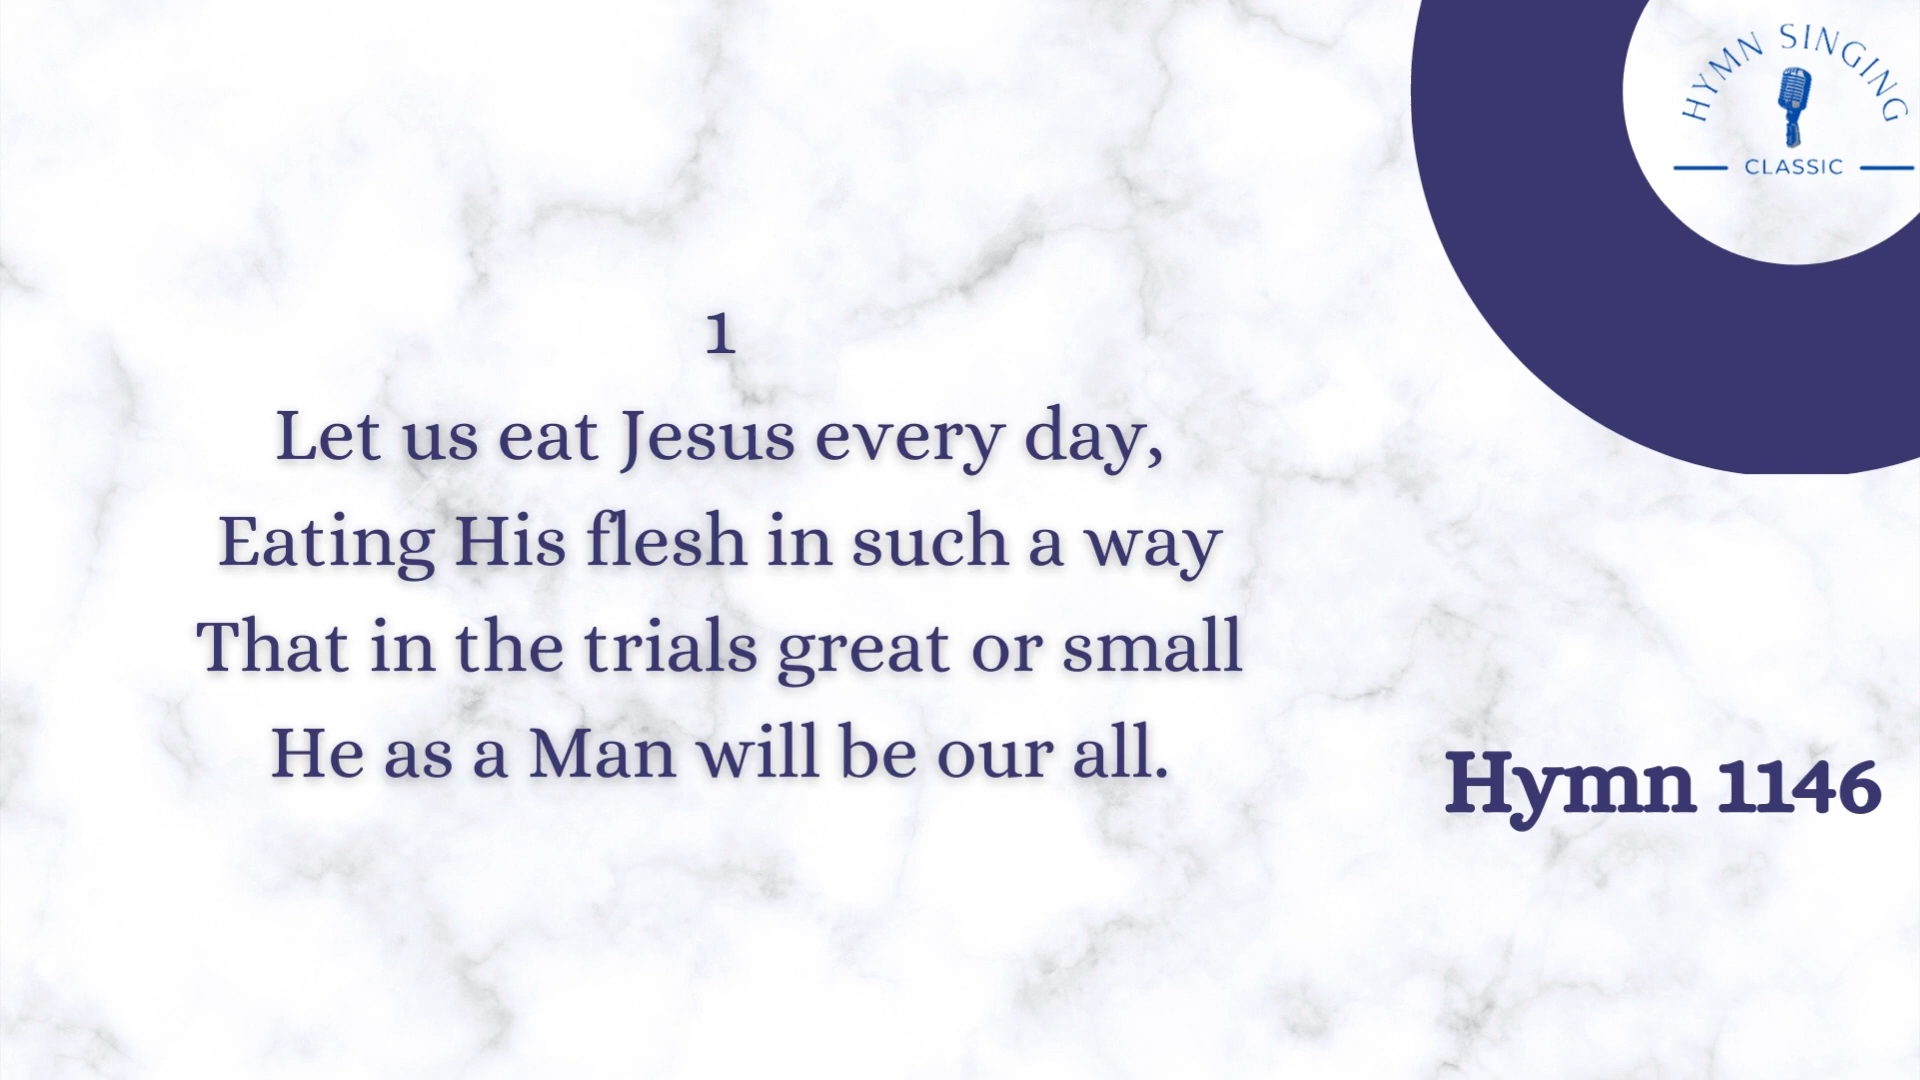 HYMN SINGING
CLASSIC
1
Let us eat Jesus every day,
Eating His flesh in such a way
That in the trials great or small
He as a Man will be our all.
Hymn 1146